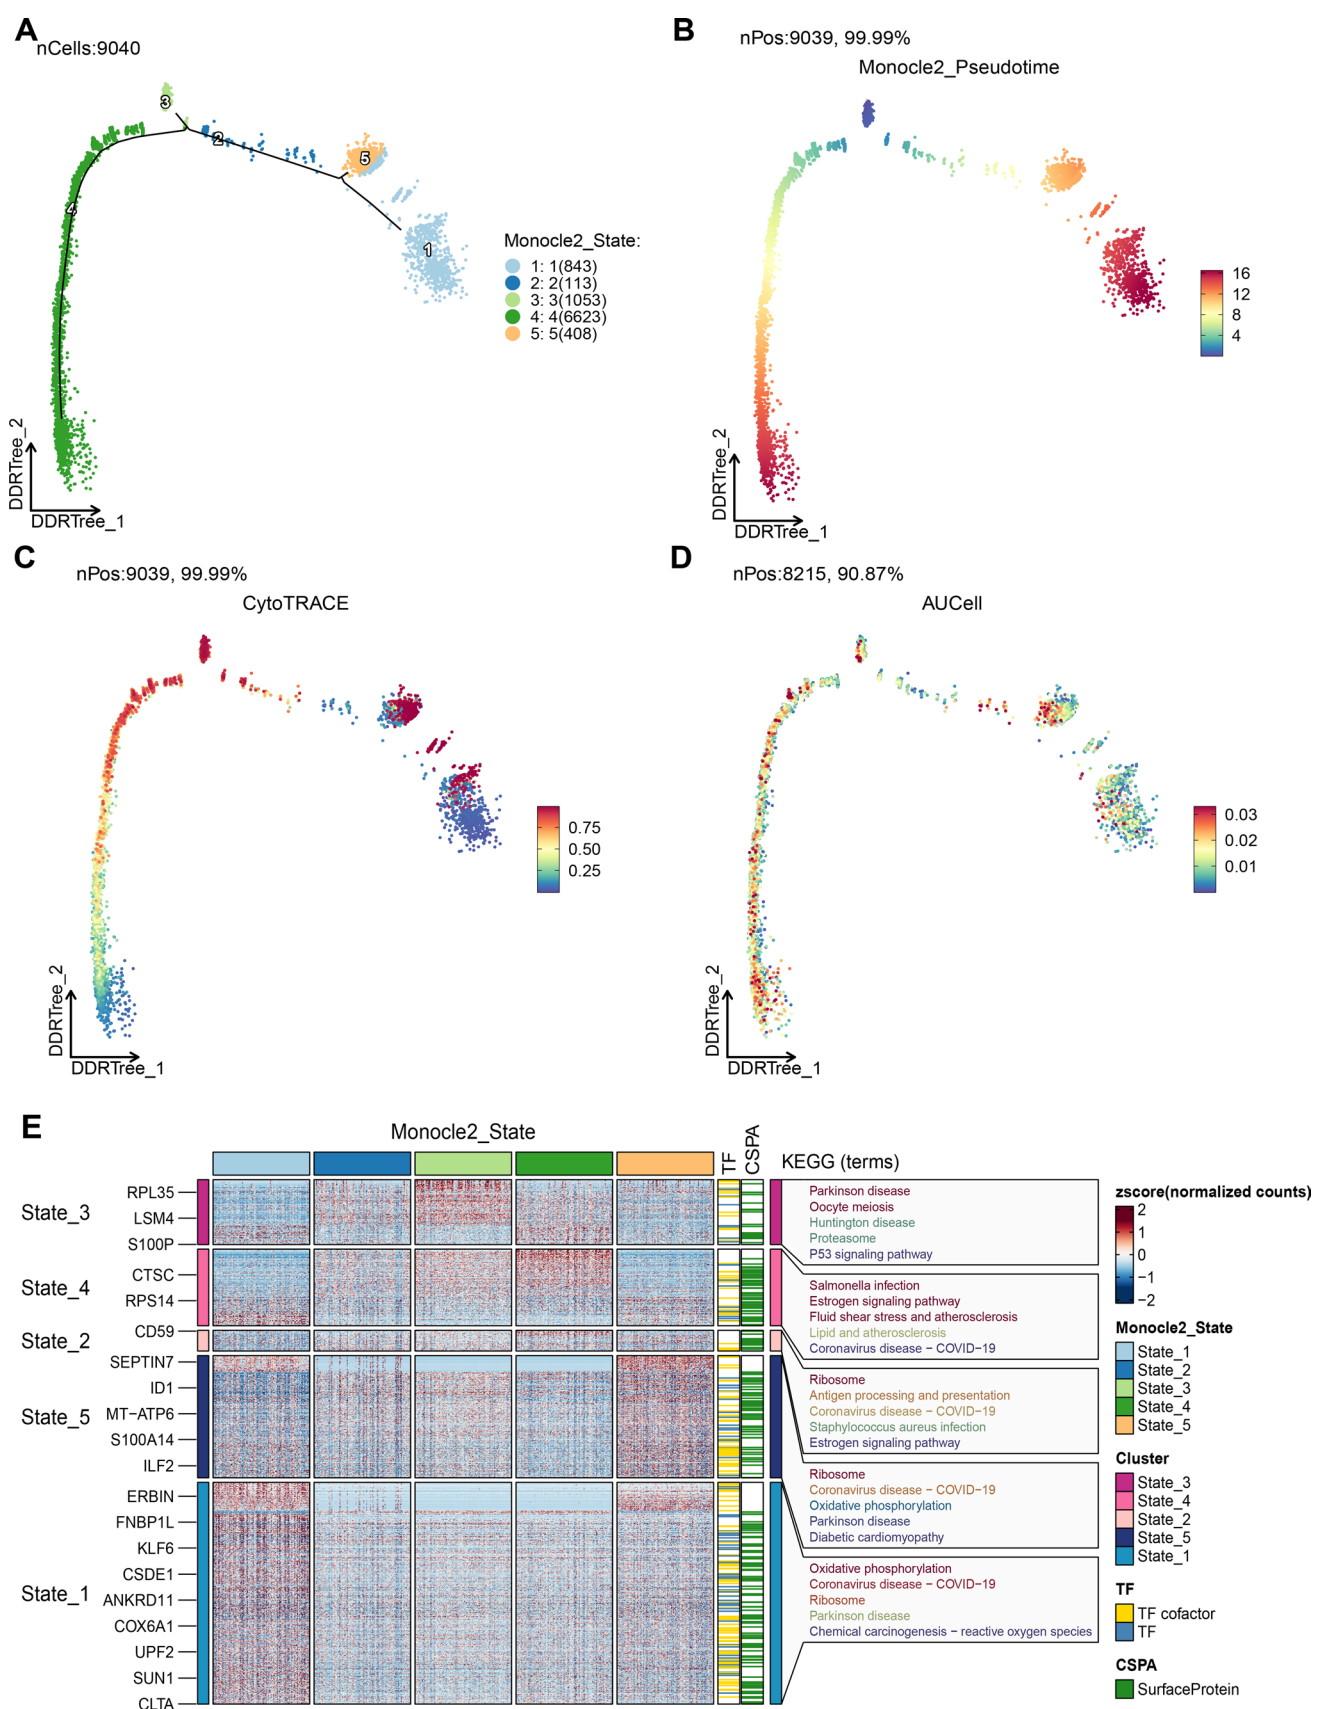 A
nCells:9040
3
2
5
4
1
Monocle2_State:
1: 1(843)
2: 2(113)
3: 3(1053)
4: 4(6623)
5: 5(408)
DDRTree_2
DDRTree_1
B
nPos:9039, 99.99%
Monocle2_Pseudotime
16
12
8
4
DDRTree_2
DDRTree_1
C
nPos:9039, 99.99%
CytoTRACE
0.75
0.50
0.25
DDRTree_2
DDRTree_1
D
nPos:8215, 90.87%
AUCell
0.03
0.02
0.01
DDRTree_2
DDRTree_1
E
Monocle2_State
TF
CSPA
KEGG (terms)
State_3
State_4
State_2
State_5
State_1
RPL35
LSM4
S100P
CTSC
RPS14
CD59
SEPTIN7
ID1
MT−ATP6
S100A14
ILF2
ERBIN
FNBP1L
KLF6
CSDE1
ANKRD11
COX6A1
UPF2
SUN1
CLTA
Parkinson disease
Oocyte meiosis
Huntington disease
Proteasome
P53 signaling pathway
Salmonella infection
Estrogen signaling pathway
Fluid shear stress and atherosclerosis
Lipid and atherosclerosis
Coronavirus disease − COVID−19
Ribosome
Antigen processing and presentation
Coronavirus disease − COVID−19
Staphylococcus aureus infection
Estrogen signaling pathway
Ribosome
Coronavirus disease − COVID−19
Oxidative phosphorylation
Parkinson disease
Diabetic cardiomyopathy
Oxidative phosphorylation
Coronavirus disease − COVID−19
Ribosome
Parkinson disease
Chemical carcinogenesis − reactive oxygen species
zscore(normalized counts)
2
1
0
−1
−2
Monocle2_State
State_1
State_2
State_3
State_4
State_5
Cluster
State_3
State_4
State_2
State_5
State_1
TF
TF cofactor
TF
CSPA
SurfaceProtein